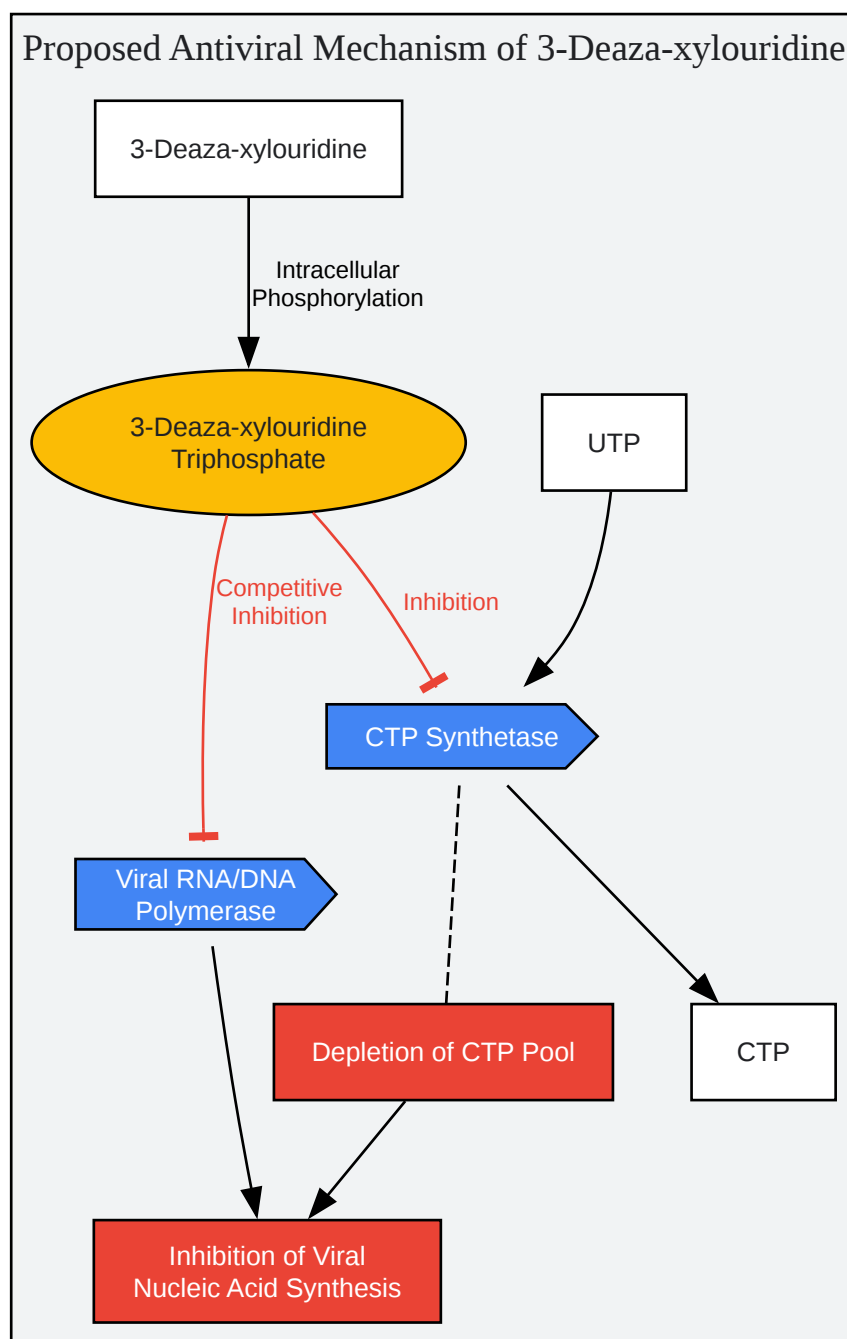 Proposed Antiviral Mechanism of 3-Deaza-xylouridine
3-Deaza-xylouridine
Intracellular
Phosphorylation
3-Deaza-xylouridine
Triphosphate
UTP
Competitive
Inhibition
Inhibition
CTP Synthetase
Viral RNA/DNA
Polymerase
Depletion of CTP Pool
CTP
Inhibition of Viral
Nucleic Acid Synthesis